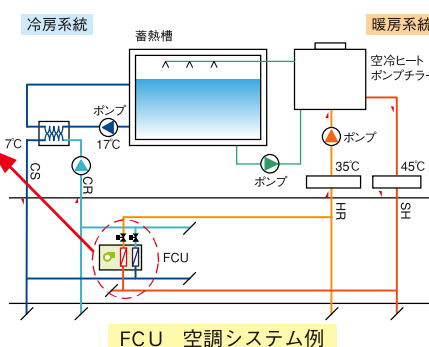 冷房系統
暖房系統
蓄熱槽
空冷ヒート
ポンプチラー
ポンプ
17℃
7℃
ポンプ
ポンプ
35℃
45℃
CS
CR
HR
SH
FCU
FCU 空調システム例